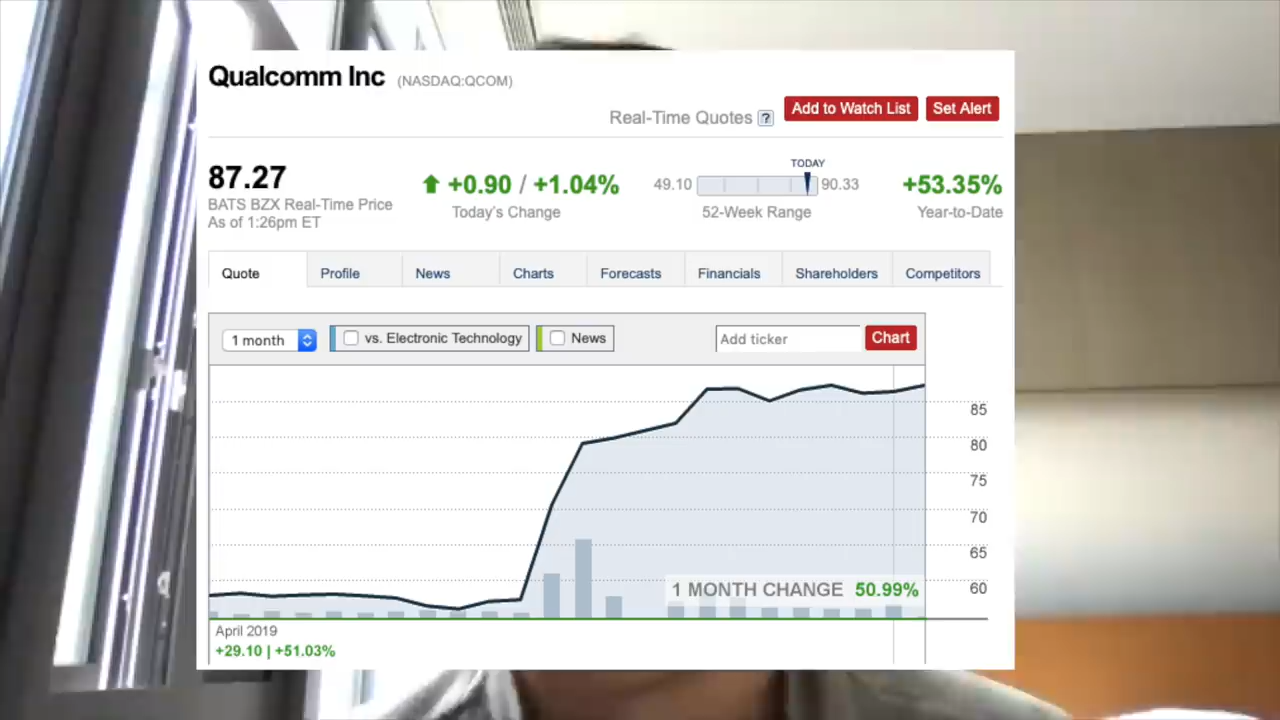 Qualcomm Inc (NASDAQ:QCOM)
Real-Time Quotes ? Add to Watch List Set Alert
87.27
BATS BZX Real-Time Price
As of 1:26pm ET
+0.90 / +1.04%
Today's Change
TODAY
49.10 90.33
52-Week Range
+53.35%
Year-to-Date
Quote Profile News Charts Forecasts Financials Shareholders Competitors
1 month vs. Electronic Technology News Add ticker Chart
85
80
75
70
65
60
1 MONTH CHANGE 50.99%
April 2019
+29.10 | +51.03%